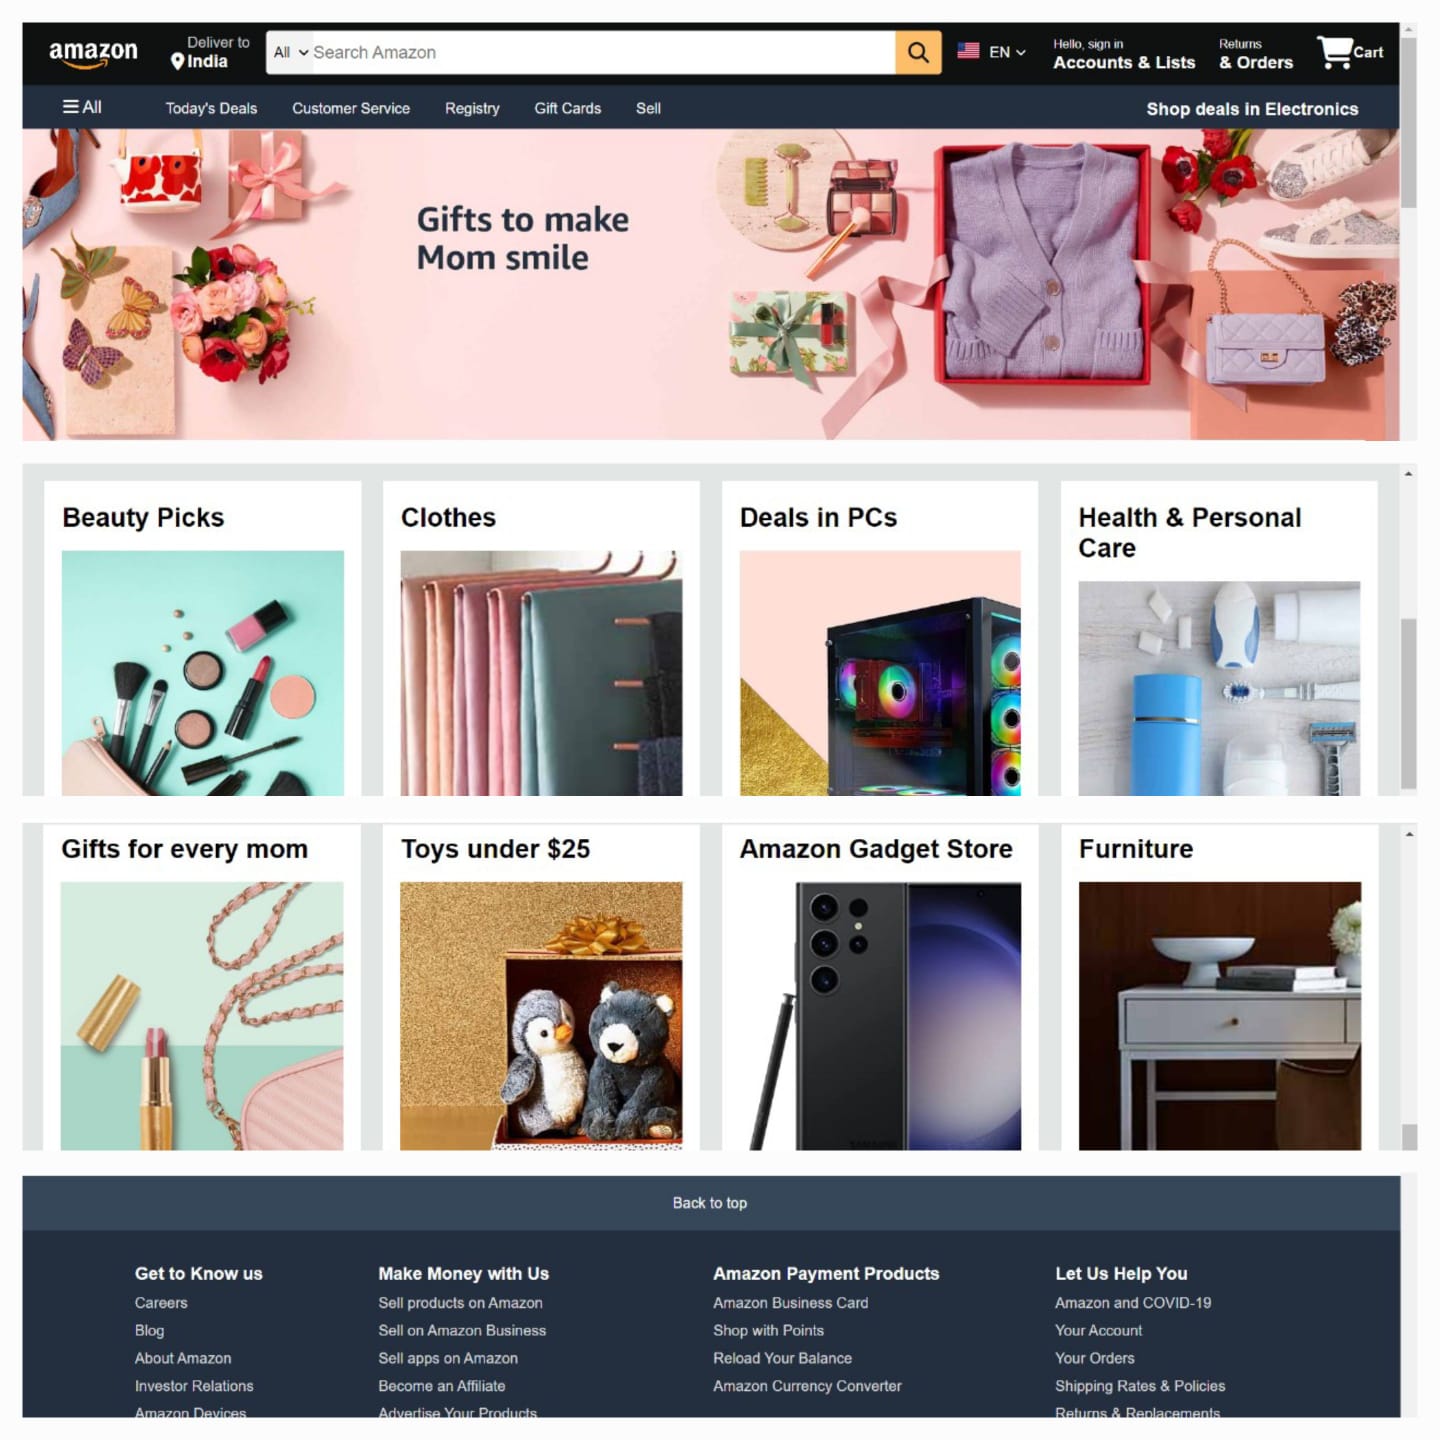 amazon
Deliver to
India
All
Search Amazon
EN
Hello, sign in
Accounts & Lists
Returns
& Orders
Cart
All
Today's Deals
Customer Service
Registry
Gift Cards
Sell
Shop deals in Electronics
Gifts to make
Mom smile
Beauty Picks
Clothes
Deals in PCs
Health & Personal
Care
Gifts for every mom
Toys under $25
Amazon Gadget Store
Furniture
SAMSUNG
Back to top
Get to Know us
Careers
Blog
About Amazon
Investor Relations
Amazon Devices
Make Money with Us
Sell products on Amazon
Sell on Amazon Business
Sell apps on Amazon
Become an Affiliate
Advertise Your Products
Amazon Payment Products
Amazon Business Card
Shop with Points
Reload Your Balance
Amazon Currency Converter
Let Us Help You
Amazon and COVID-19
Your Account
Your Orders
Shipping Rates & Policies
Returns & Replacements